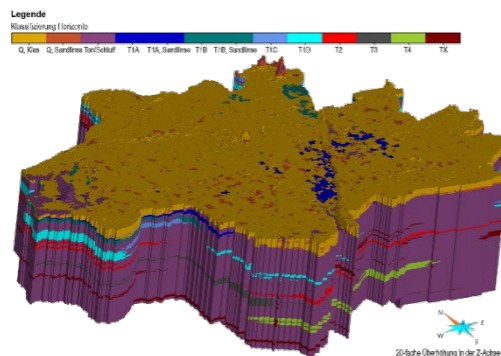 Legende
Klassifizierung Horizonte
Q_Kies Q_Sandlinse Ton/Schluff T1A T1A_Sandlinse T1B T1B_Sandlinse T1C T1D T2 T3 T4 TX
N
E
W
S
20-fache Überhöhung in der Z-Achse